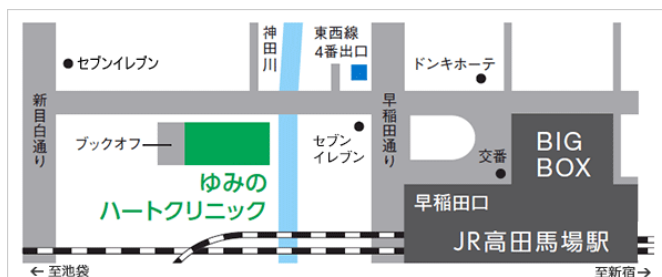 神田川
東西線
4番出口
セブンイレブン
ドンキホーテ
新目白通り
早稲田通り
ブックオフ
セブン
イレブン
交番
BIG
BOX
ゆみの
ハートクリニック
早稲田口
JR高田馬場駅
←至池袋
至新宿→